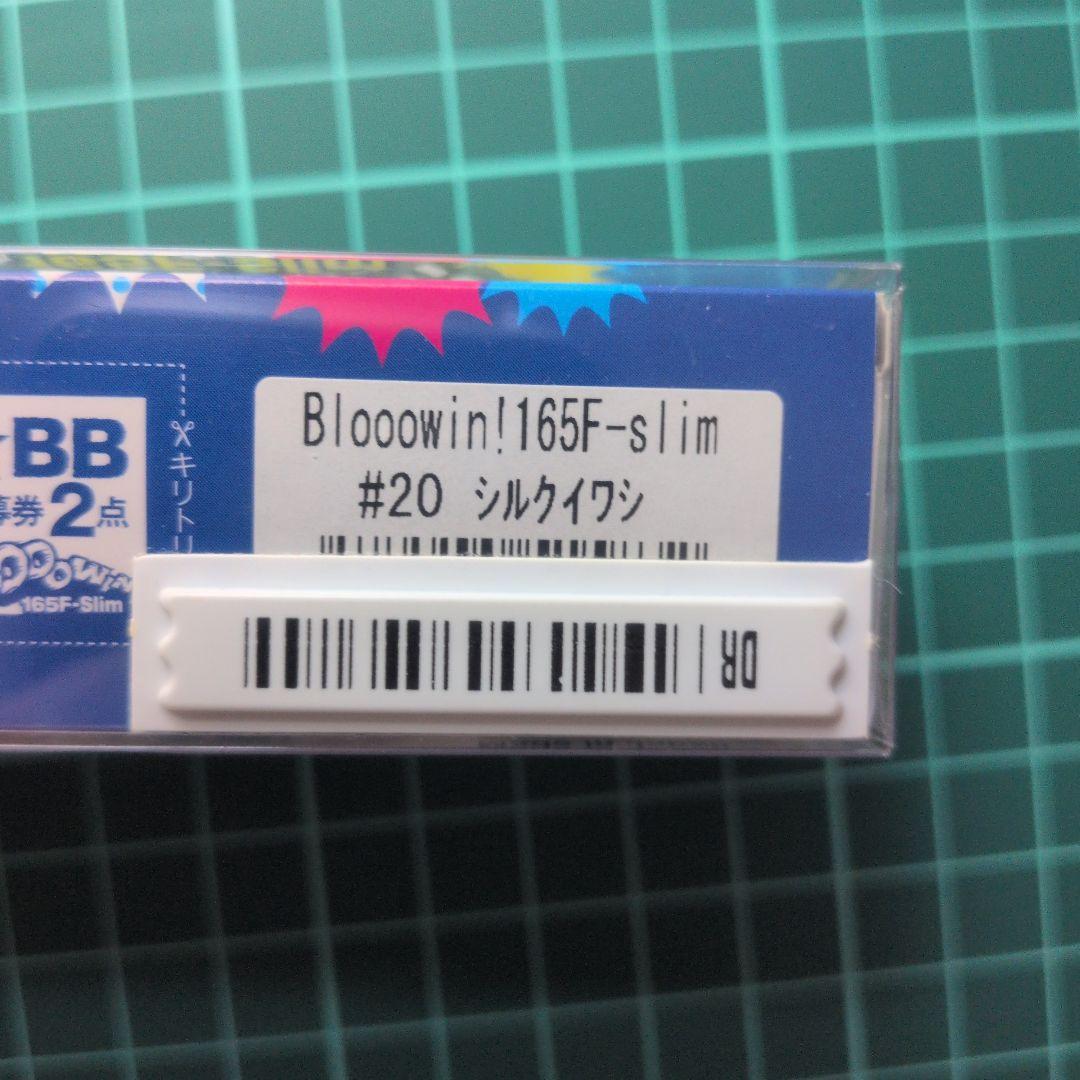 Blooowin!165F-slim
#20 シルクイワシ
BB
券2点
キリトリ
165F-Slim
DR